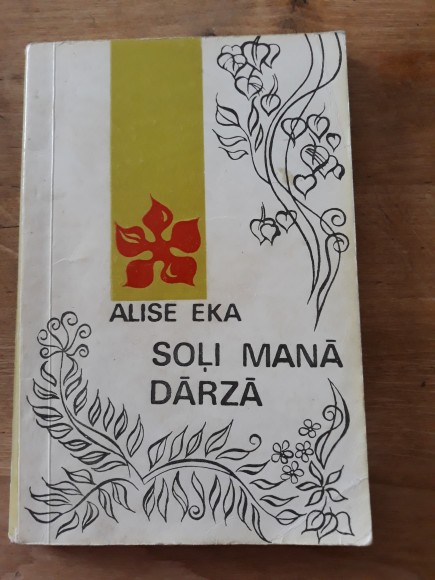 ALISE EKA
SOĻI MANĀ
DĀRZĀ